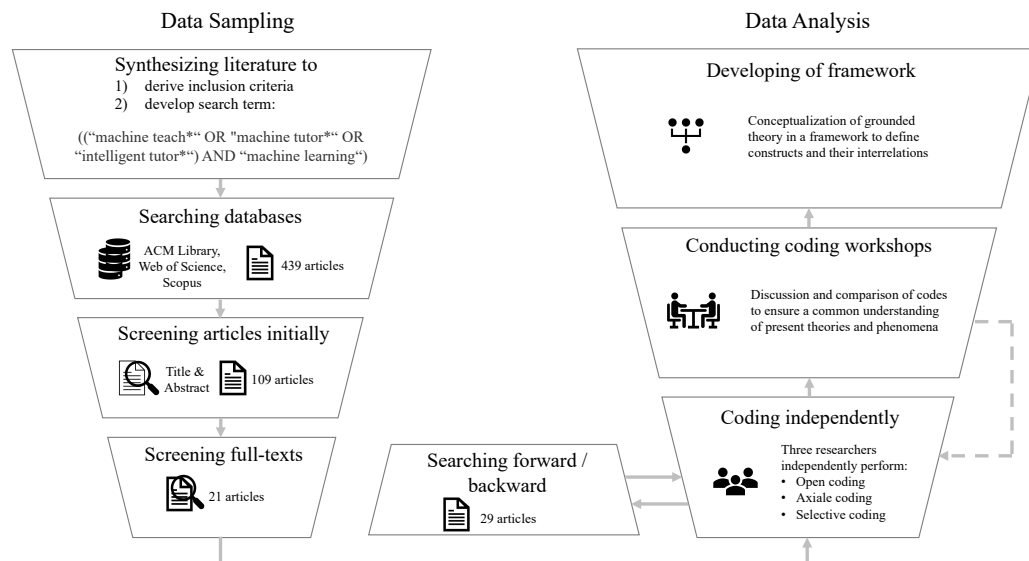 Data Sampling
Synthesizing literature to
1) derive inclusion criteria
2) develop search term:
((“machine teach*“ OR "machine tutor*“ OR
“intelligent tutor*“) AND “machine learning“)
Searching databases
ACM Library,
Web of Science,
Scopus
439 articles
Screening articles initially
Title &
Abstract
109 articles
Screening full-texts
21 articles
Searching forward /
backward
29 articles
Data Analysis
Developing of framework
Conceptualization of grounded
theory in a framework to define
constructs and their interrelations
Conducting coding workshops
Discussion and comparison of codes
to ensure a common understanding
of present theories and phenomena
Coding independently
Three researchers
independently perform:
• Open coding
• Axiale coding
• Selective coding